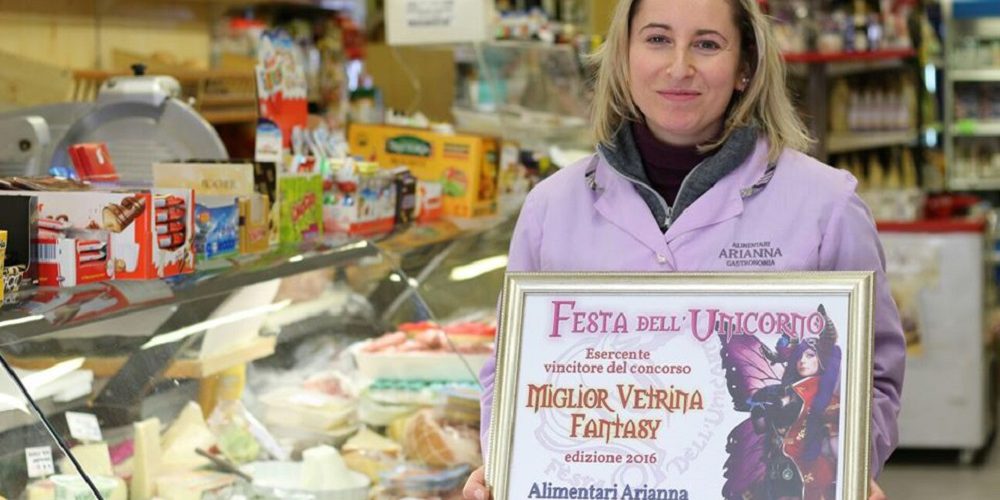 ALIMENTARI
ARIANNA
GASTRONOMIA
FESTA DELL'UNICORNO
Esercente
vincitore del concorso
MIGLIOR VETRINA
FANTASY
edizione 2016
Alimentari Arianna